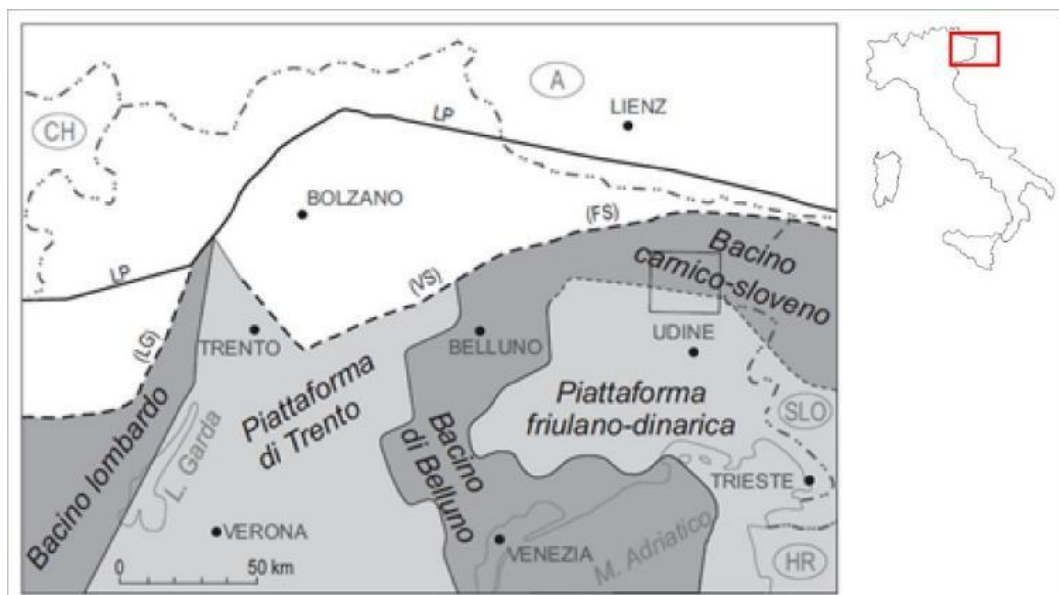 A
LIENZ
CH
LP
BOLZANO
(FS)
Bacino
carnico-sloveno
LP
(VS)
(LG)
TRENTO
BELLUNO
UDINE
Piattaforma
di Trento
Piattaforma
friulano-dinarica
SLO
Bacino lombardo
L. Garda
Bacino
di Belluno
TRIESTE
VERONA
VENEZIA
M. Adriatico
HR
0 50 km